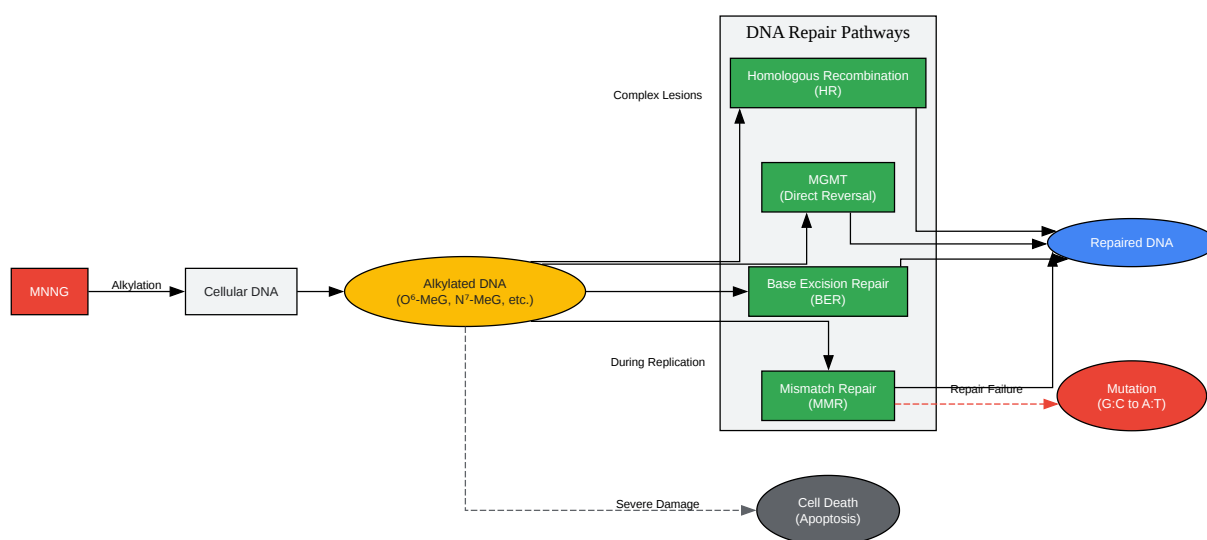 DNA Repair Pathways
Homologous Recombination
(HR)
Complex Lesions
MGMT
(Direct Reversal)
Repaired DNA
MNNG
Alkylation
Cellular DNA
Alkylated DNA
(O⁶-MeG, N⁷-MeG, etc.)
Base Excision Repair
(BER)
During Replication
Mismatch Repair
(MMR)
Repair Failure
Mutation
(G:C to A:T)
Severe Damage
Cell Death
(Apoptosis)